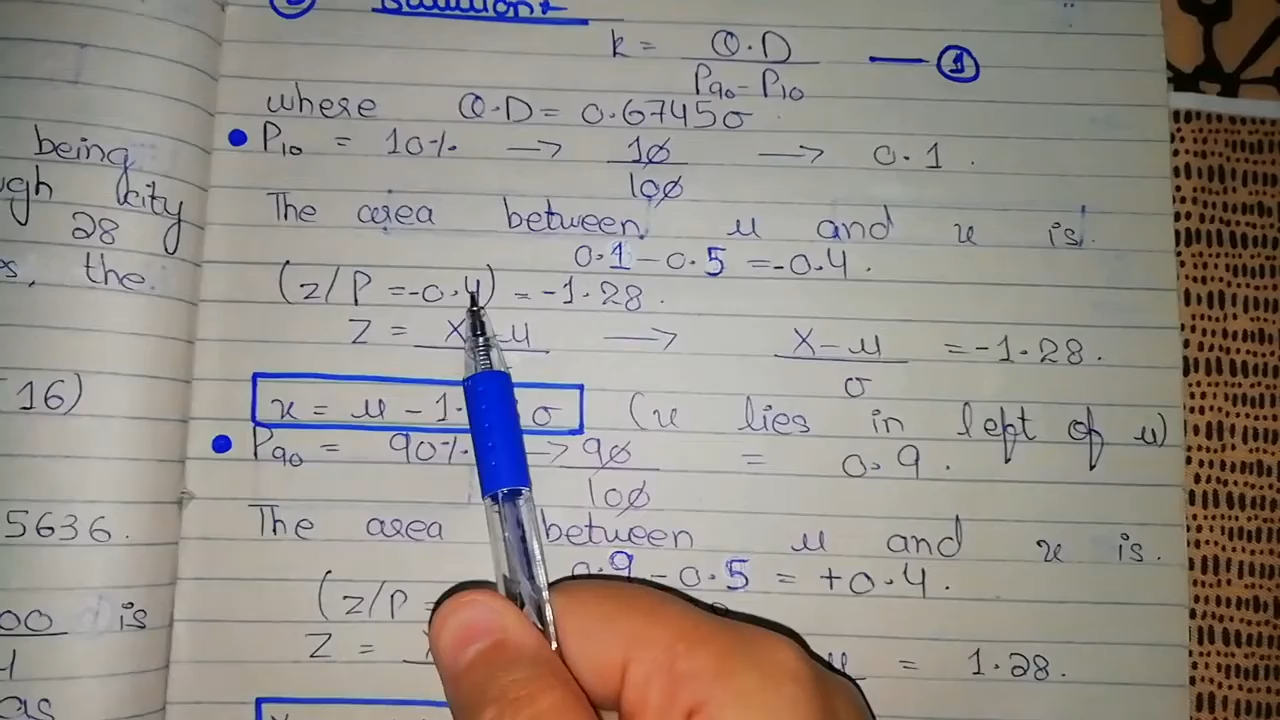 Solution:
k = Q.D / P90 - P10 — 1
where Q.D = 0.6745σ
• P10 = 10% → 10/100 → 0.1.
The area between μ and x is.
0.1 - 0.5 = -0.4.
(z/P = -0.4) = -1.28.
Z = X - μ → X - μ / σ = -1.28.
x = μ - 1. σ (x lies in left of μ)
• P90 = 90% → 90/100 = 0.9.
The area between μ and x is.
0.9 - 0.5 = +0.4.
(z/P =
Z = = 1.28.
being
city
28
the
16)
5636.
is
as